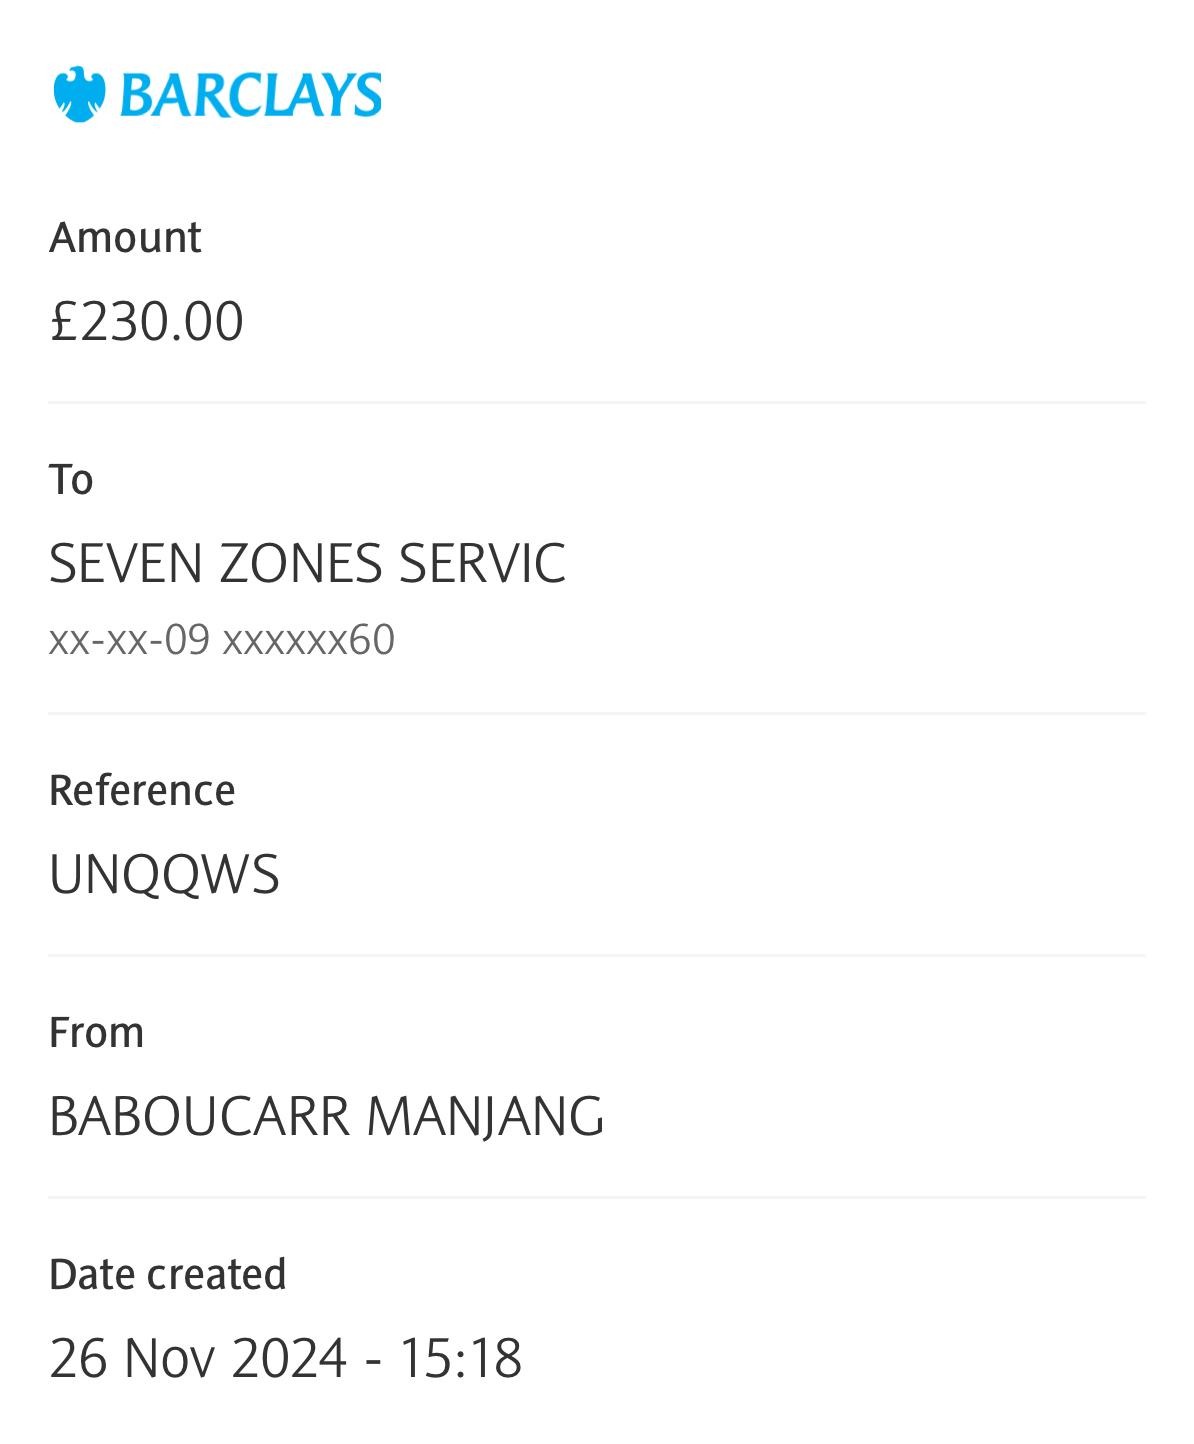 BARCLAYS
Amount
£230.00
To
SEVEN ZONES SERVIC
xx-xx-09 xxxxxx60
Reference
UNQQWS
From
BABOUCARR MANJANG
Date created
26 Nov 2024 - 15:18